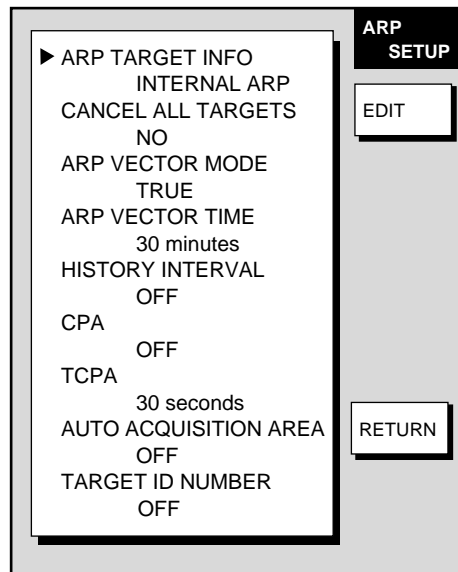 ARP
SETUP
▶ ARP TARGET INFO
INTERNAL ARP
CANCEL ALL TARGETS
NO
ARP VECTOR MODE
TRUE
ARP VECTOR TIME
30 minutes
HISTORY INTERVAL
OFF
CPA
OFF
TCPA
30 seconds
AUTO ACQUISITION AREA
OFF
TARGET ID NUMBER
OFF
EDIT
RETURN